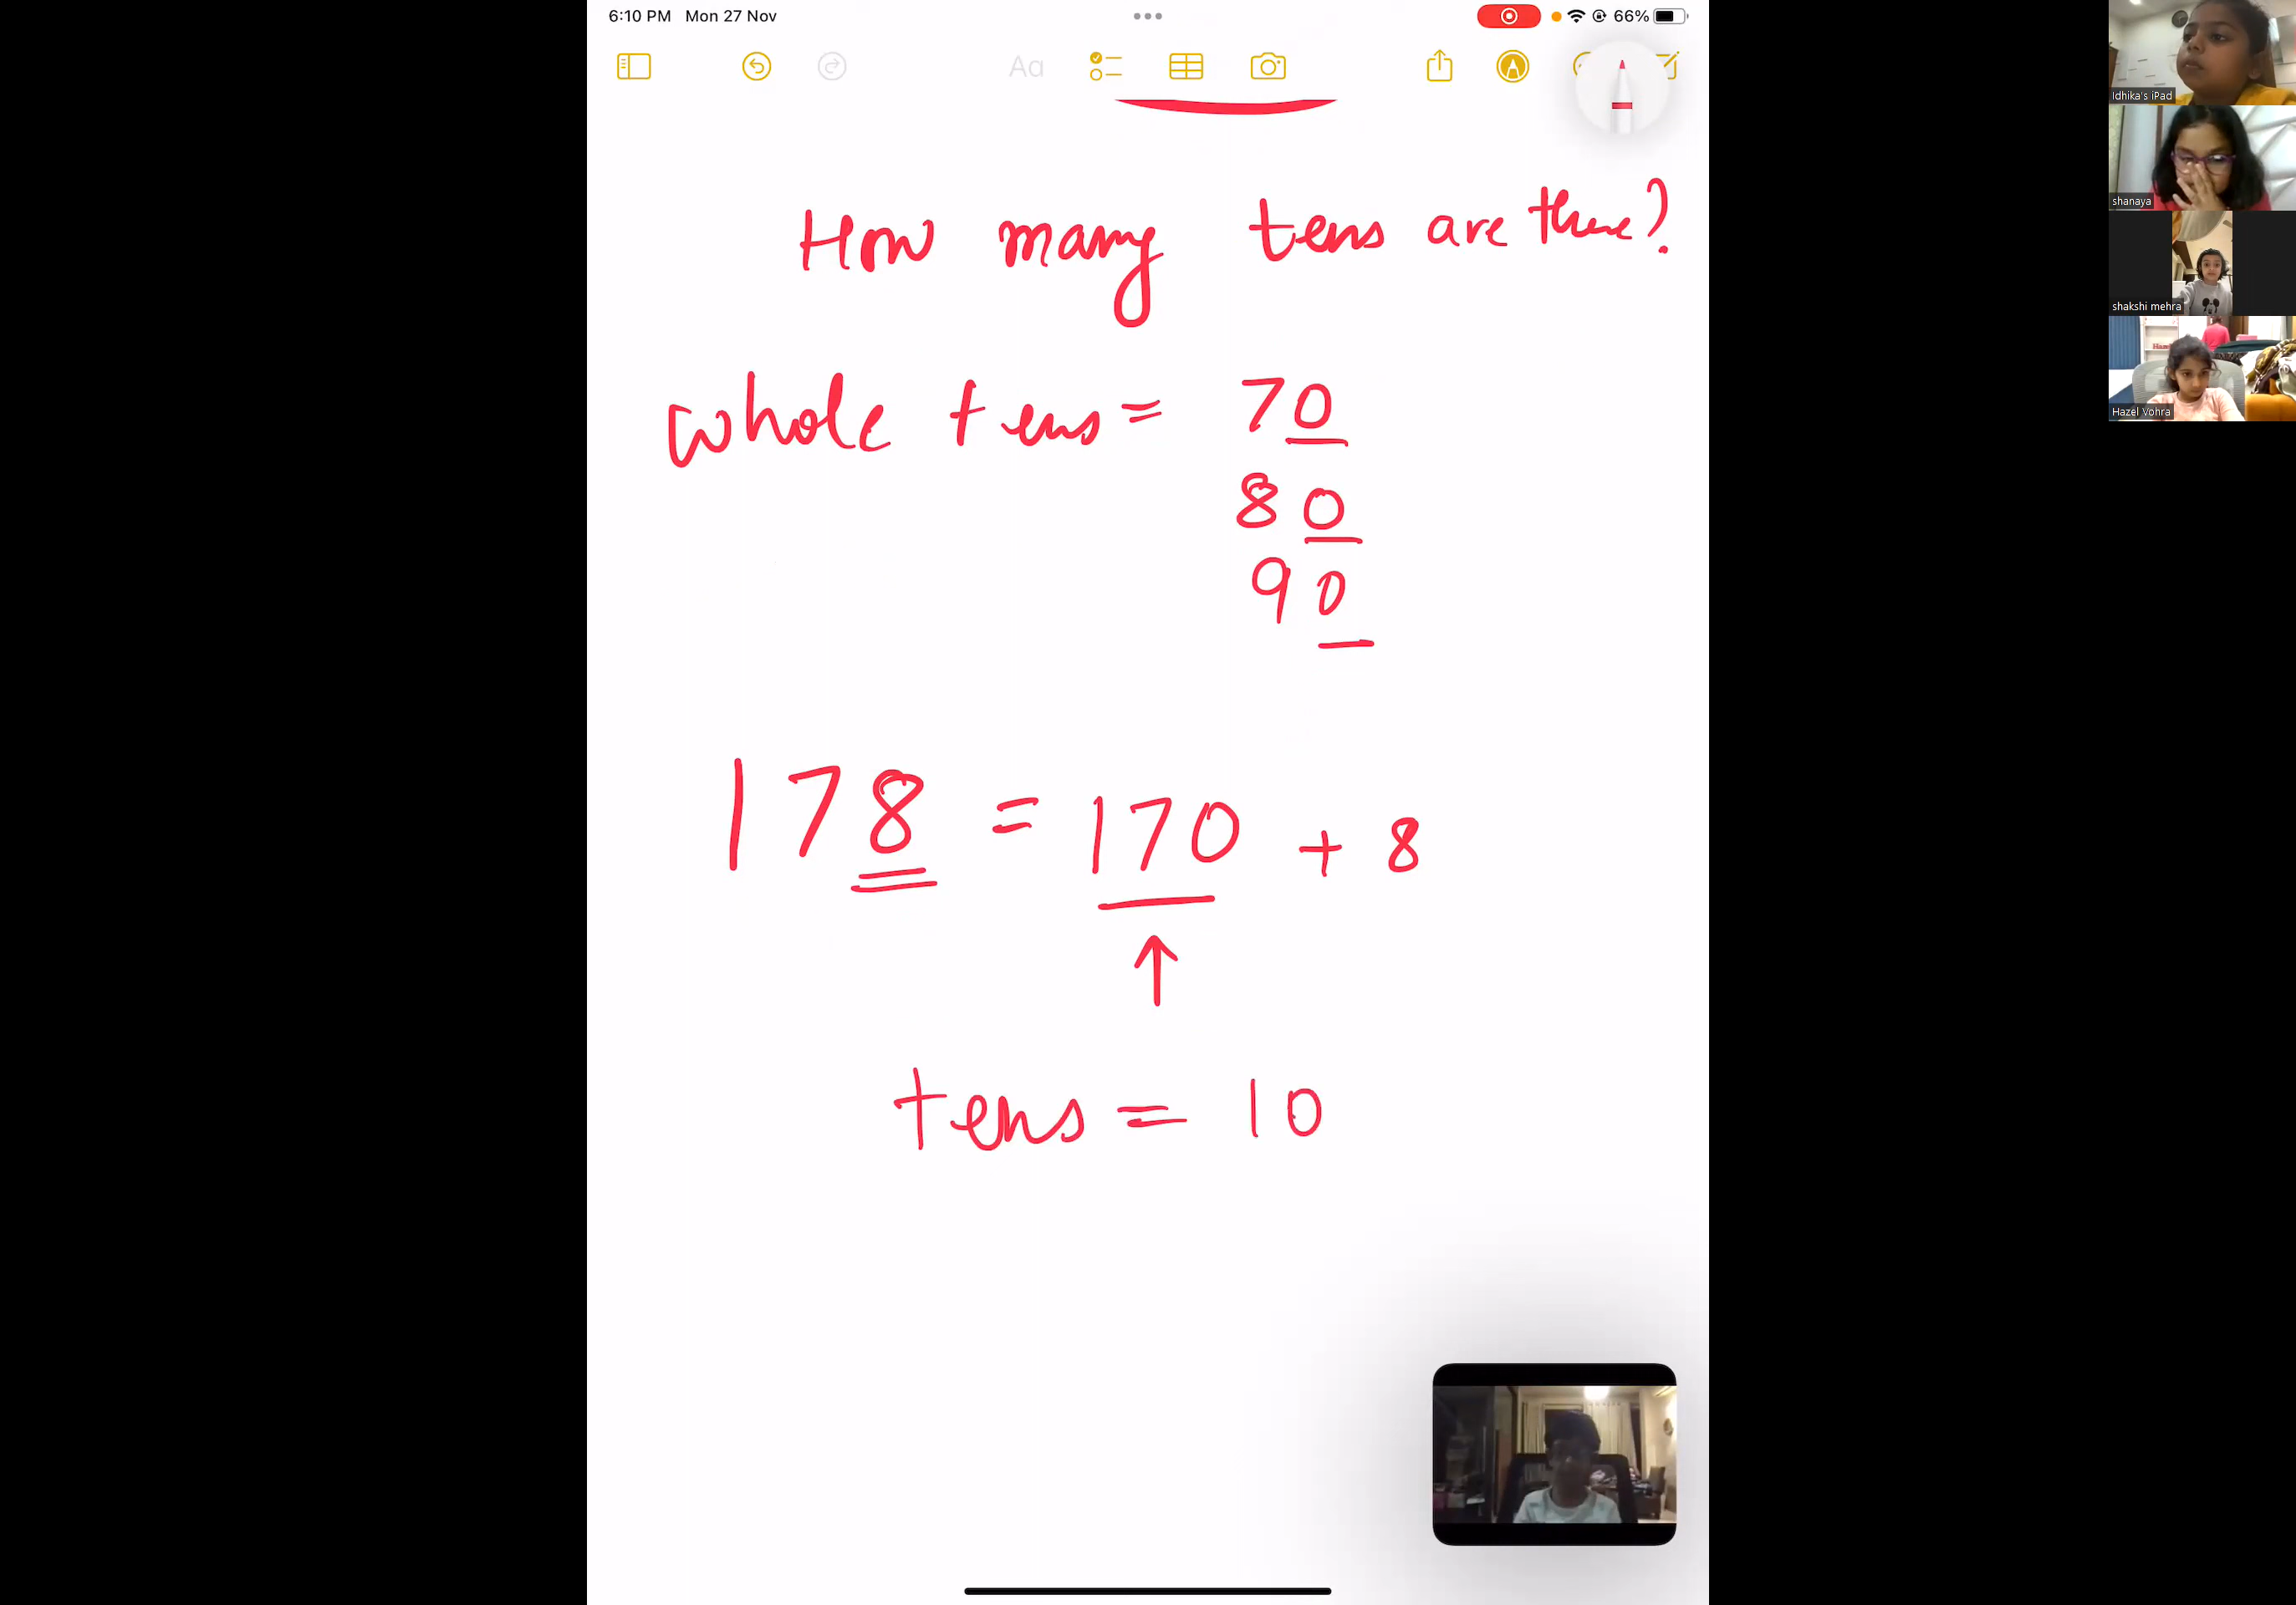 6:10 PM Mon 27 Nov
66%
Aa
How many tens are there?
whole tens = 70
80
90
178 = 170 + 8
tens = 10
Idhika's iPad
shanaya
shakshi mehra
Hazel Vohra